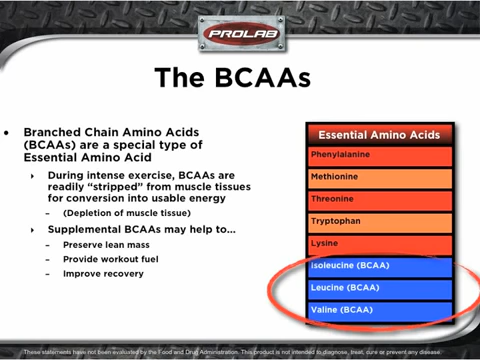 PROLAB
The BCAAs
Branched Chain Amino Acids
(BCAAs) are a special type of
Essential Amino Acid
During intense exercise, BCAAs are
readily “stripped” from muscle tissues
for conversion into usable energy
– (Depletion of muscle tissue)
Supplemental BCAAs may help to...
– Preserve lean mass
– Provide workout fuel
– Improve recovery
Essential Amino Acids
Phenylalanine
Methionine
Threonine
Tryptophan
Lysine
Isoleucine (BCAA)
Leucine (BCAA)
Valine (BCAA)
These statements have not been evaluated by the Food and Drug Administration. This product is not intended to diagnose, treat, cure or prevent any disease.